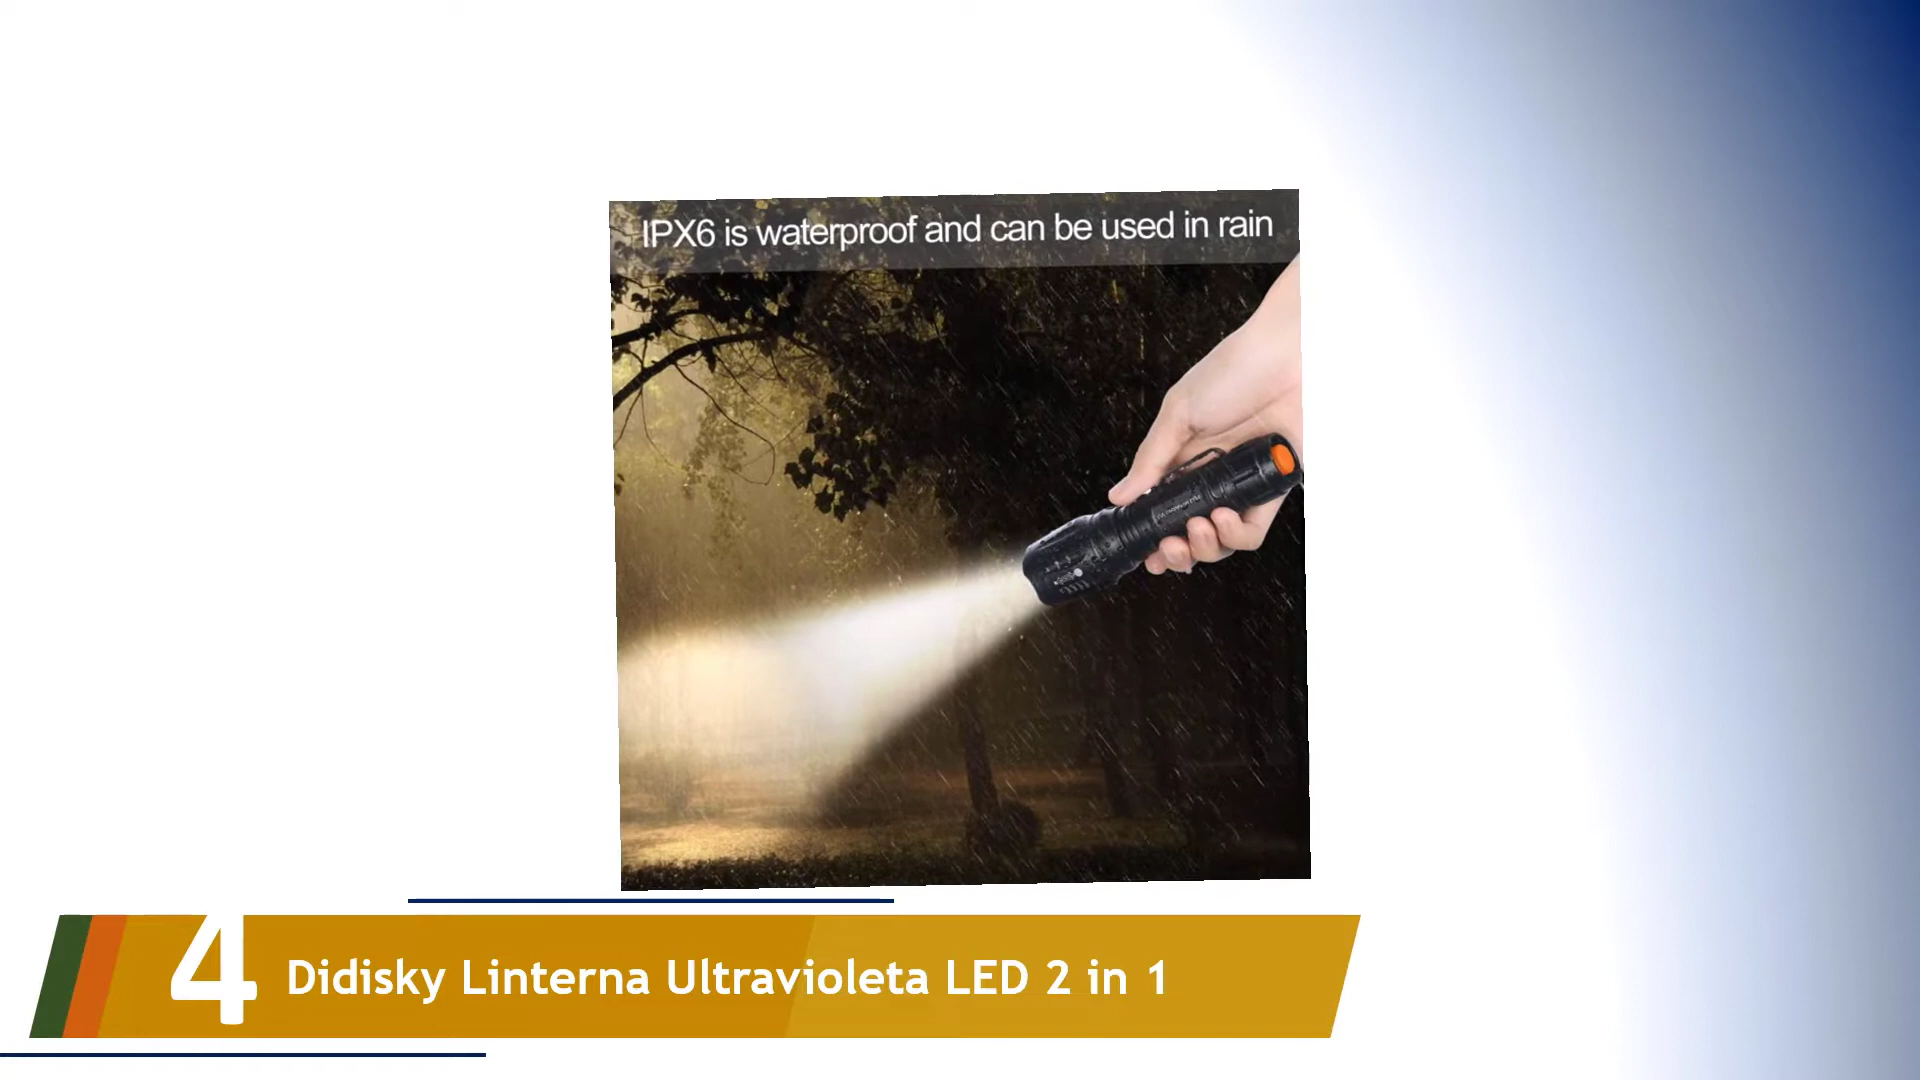 IPX6 is waterproof and can be used in rain
4
Didisky Linterna Ultravioleta LED 2 in 1